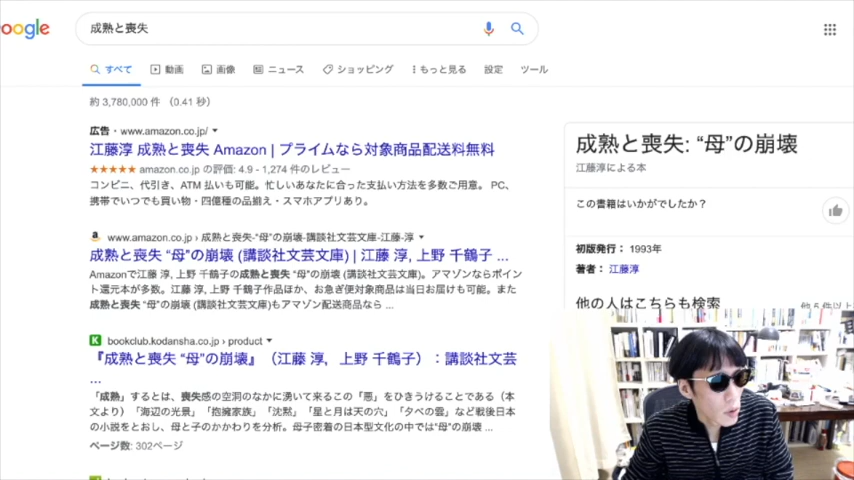 oogle
成熟と喪失
すべて 動画 画像 ニュース ショッピング もっと見る 設定 ツール
約 3,780,000 件 （0.41 秒）
広告・www.amazon.co.jp/
江藤淳 成熟と喪失 Amazon | プライムなら対象商品配送料無料
★★★★★ amazon.co.jp の評価: 4.9 - 1,274 件のレビュー
コンビニ、代引き、ATM 払いも可能。忙しいあなたに合った支払い方法を多数ご用意。 PC、
携帯でいつでも買い物・四億種の品揃え・スマホアプリあり。
www.amazon.co.jp › 成熟と喪失-“母”の崩壊-講談社文芸文庫-江藤-淳
成熟と喪失 “母”の崩壊 (講談社文芸文庫) | 江藤 淳, 上野 千鶴子 ...
Amazonで江藤 淳, 上野 千鶴子の成熟と喪失 “母”の崩壊 (講談社文芸文庫)。アマゾンならポイン
ト還元本が多数。江藤 淳, 上野 千鶴子作品ほか、お急ぎ便対象商品は当日お届けも可能。また
成熟と喪失 “母”の崩壊 (講談社文芸文庫)もアマゾン配送商品なら ...
bookclub.kodansha.co.jp › product
『成熟と喪失 “母”の崩壊』（江藤 淳，上野 千鶴子）：講談社文芸
...
「成熟」するとは、喪失感の空洞のなかに湧いて来るこの「悪」をひきうけることである（本
文より）「海辺の光景」「抱擁家族」「沈黙」「星と月は天の穴」「夕べの雲」など戦後日本
の小説をとおし、母と子のかかわりを分析。母子密着の日本型文化の中では“母”の崩壊 ...
ページ数: 302ページ
成熟と喪失: “母”の崩壊
江藤淳による本
この書籍はいかがでしたか？
初版発行： 1993年
著者： 江藤淳
他の人はこちらも検索